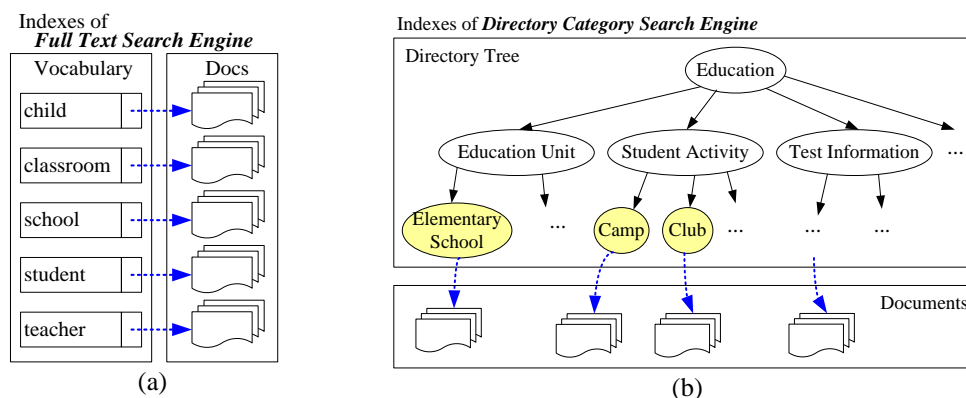 Indexes of
Full Text Search Engine
Vocabulary
Docs
child
classroom
school
student
teacher
(a)
Indexes of Directory Category Search Engine
Directory Tree
Education
Education Unit
Student Activity
Test Information
...
Elementary
School
...
Camp
Club
...
...
...
Documents
(b)